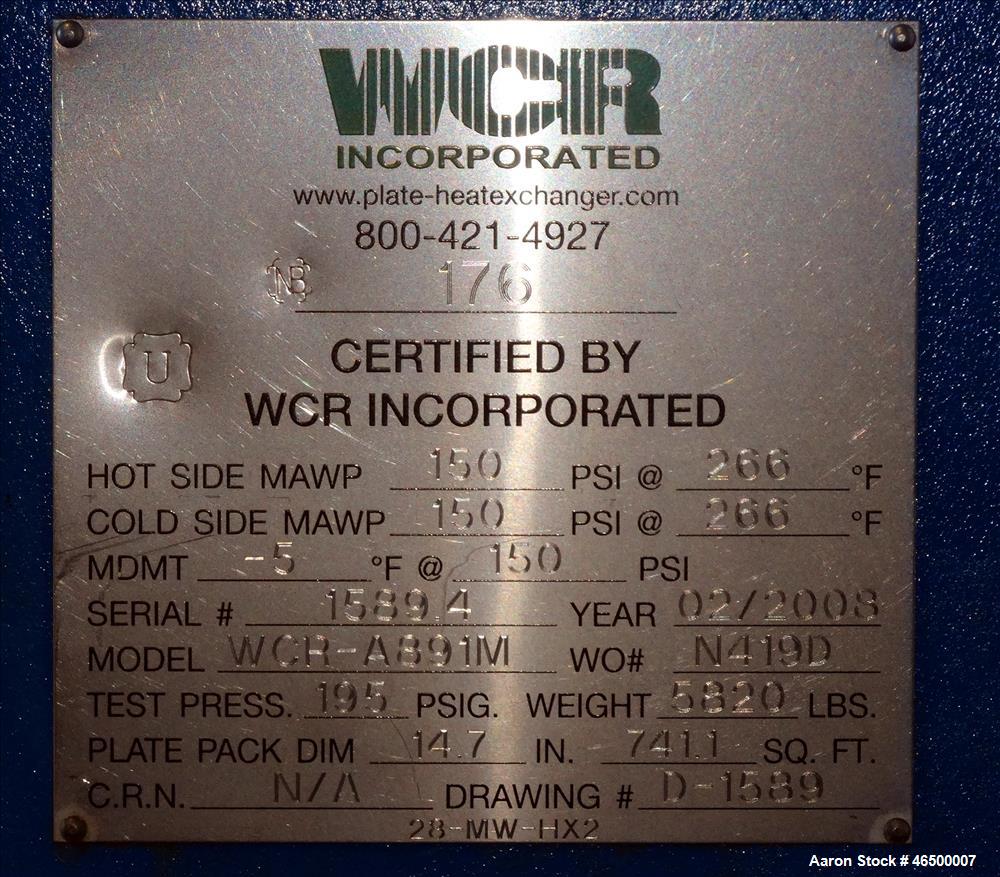 WCR
INCORPORATED
www.plate-heatexchanger.com
800-421-4927
NB 176
U
CERTIFIED BY
WCR INCORPORATED
HOT SIDE MAWP 150 PSI @ 266 °F
COLD SIDE MAWP 150 PSI @ 266 °F
MDMT -5 °F @ 150 PSI
SERIAL # 1589.4 YEAR 02/2008
MODEL WCR-A891M WO# N419D
TEST PRESS. 195 PSIG. WEIGHT 5820 LBS.
PLATE PACK DIM 14.7 IN. 741.1 SQ. FT.
C.R.N. N/A DRAWING # D-1589
28-MW-HX2
Aaron Stock # 46500007